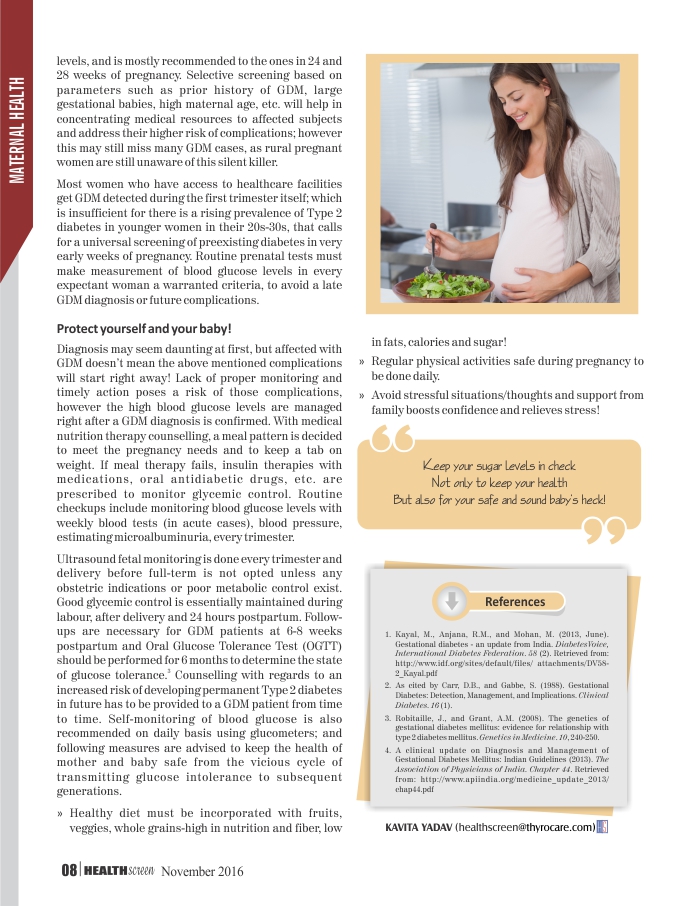 MATERNAL HEALTH
levels, and is mostly recommended to the ones in 24 and
28 weeks of pregnancy. Selective screening based on
parameters such as prior history of GDM, large
gestational babies, high maternal age, etc. will help in
concentrating medical resources to affected subjects
and address their higher risk of complications; however
this may still miss many GDM cases, as rural pregnant
women are still unaware of this silent killer.
Most women who have access to healthcare facilities
get GDM detected during the first trimester itself; which
is insufficient for there is a rising prevalence of Type 2
diabetes in younger women in their 20s-30s, that calls
for a universal screening of preexisting diabetes in very
early weeks of pregnancy. Routine prenatal tests must
make measurement of blood glucose levels in every
expectant woman a warranted criteria, to avoid a late
GDM diagnosis or future complications.
Protect yourself and your baby!
Diagnosis may seem daunting at first, but affected with
GDM doesn't mean the above mentioned complications
will start right away! Lack of proper monitoring and
timely action poses a risk of those complications,
however the high blood glucose levels are managed
right after a GDM diagnosis is confirmed. With medical
nutrition therapy counselling, a meal pattern is decided
to meet the pregnancy needs and to keep a tab on
weight. If meal therapy fails, insulin therapies with
medications, oral antidiabetic drugs, etc. are
prescribed to monitor glycemic control. Routine
checkups include monitoring blood glucose levels with
weekly blood tests (in acute cases), blood pressure,
estimating microalbuminuria, every trimester.
Ultrasound fetal monitoring is done every trimester and
delivery before full-term is not opted unless any
obstetric indications or poor metabolic control exist.
Good glycemic control is essentially maintained during
labour, after delivery and 24 hours postpartum. Follow-
ups are necessary for GDM patients at 6-8 weeks
postpartum and Oral Glucose Tolerance Test (OGTT)
should be performed for 6 months to determine the state
of glucose tolerance.³ Counselling with regards to an
increased risk of developing permanent Type 2 diabetes
in future has to be provided to a GDM patient from time
to time. Self-monitoring of blood glucose is also
recommended on daily basis using glucometers; and
following measures are advised to keep the health of
mother and baby safe from the vicious cycle of
transmitting glucose intolerance to subsequent
generations.
» Healthy diet must be incorporated with fruits,
veggies, whole grains-high in nutrition and fiber, low
in fats, calories and sugar!
» Regular physical activities safe during pregnancy to
be done daily.
» Avoid stressful situations/thoughts and support from
family boosts confidence and relieves stress!
Keep your sugar levels in check
Not only to keep your health
But also for your safe and sound baby's heck!
References
1. Kayal, M., Anjana, R.M., and Mohan, M. (2013, June).
Gestational diabetes - an update from India. DiabetesVoice,
International Diabetes Federation. 58 (2). Retrieved from:
http://www.idf.org/sites/default/files/ attachments/DV58-
2_Kayal.pdf
2. As cited by Carr, D.B., and Gabbe, S. (1988). Gestational
Diabetes: Detection, Management, and Implications. Clinical
Diabetes. 16 (1).
3. Robitaille, J., and Grant, A.M. (2008). The genetics of
gestational diabetes mellitus: evidence for relationship with
type 2 diabetes mellitus. Genetics in Medicine. 10, 240-250.
4. A clinical update on Diagnosis and Management of
Gestational Diabetes Mellitus: Indian Guidelines (2013). The
Association of Physicians of India. Chapter 44. Retrieved
from: http://www.apiindia.org/medicine_update_2013/
chap44.pdf
KAVITA YADAV (healthscreen@thyrocare.com)
08 HEALTHscreen November 2016